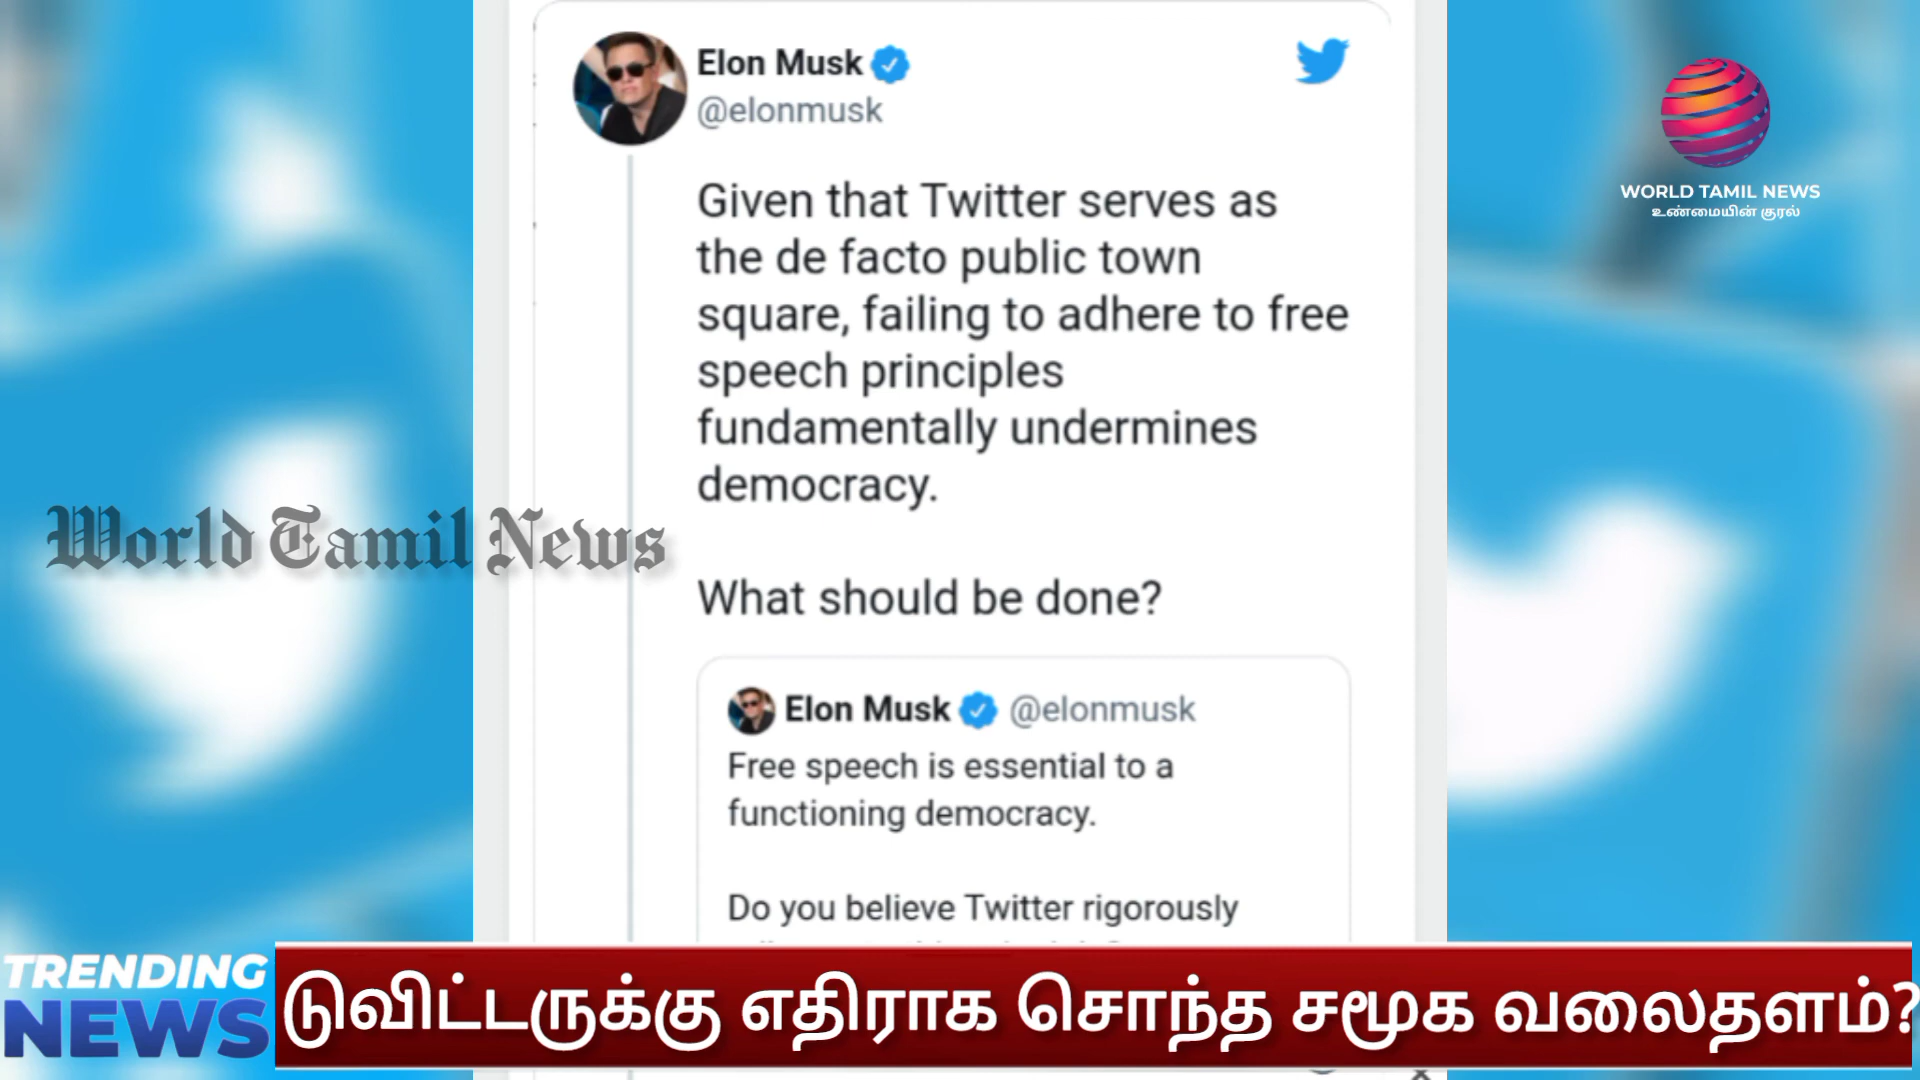 Elon Musk
@elonmusk
WORLD TAMIL NEWS
உண்மையின் குரல்
Given that Twitter serves as
the de facto public town
square, failing to adhere to free
speech principles
fundamentally undermines
democracy.
World Tamil News
What should be done?
Elon Musk @elonmusk
Free speech is essential to a
functioning democracy.
Do you believe Twitter rigorously
TRENDING
NEWS
டுவிட்டருக்கு எதிராக சொந்த சமூக வலைதளம்?